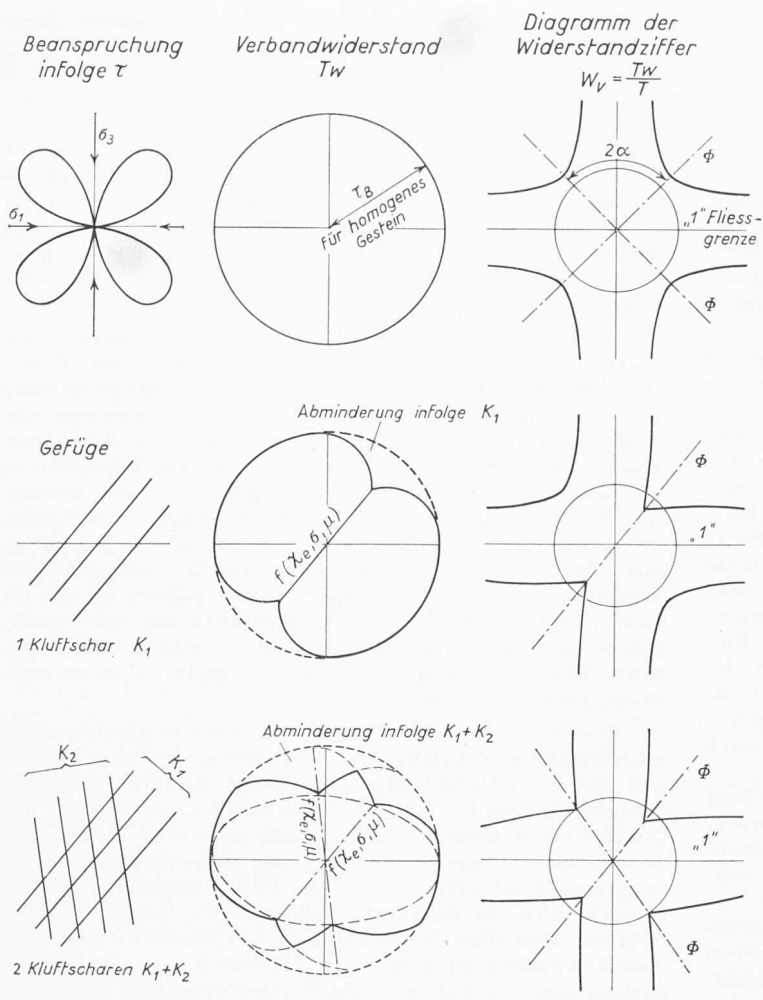 Beanspruchung
infolge τ
Verbandwiderstand
Tw
Diagramm der
Widerstandziffer
Wv = Tw/T
σ3
σ1
τB
für homogenes
Gestein
2α
Φ
„1" Fliess-
grenze
Φ
Abminderung infolge K1
Gefüge
f(χe,σ,μ)
Φ
„1"
1 Kluftschar K1
Abminderung infolge K1+K2
K2
K1
f(χe,σ,μ)
f(χe,σ,μ)
Φ
„1"
Φ
2 Kluftscharen K1+K2